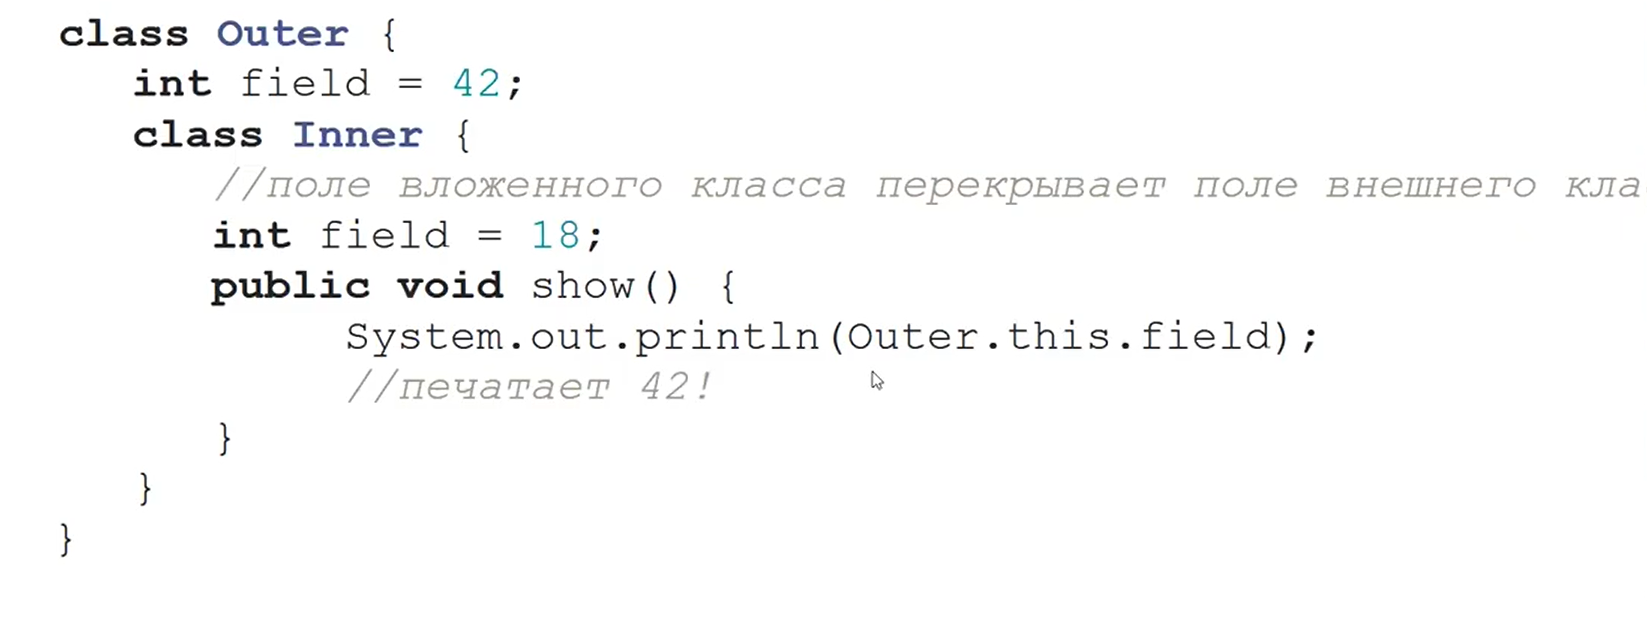 class Outer {
int field = 42;
class Inner {
//поле вложенного класса перекрывает поле внешнего кла
int field = 18;
public void show() {
System.out.println(Outer.this.field);
//печатает 42!
}
}
}